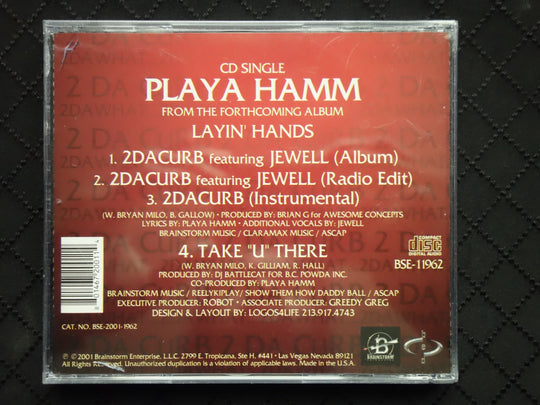 CD SINGLE
PLAYA HAMM
FROM THE FORTHCOMING ALBUM
LAYIN' HANDS
1. 2DACURB featuring JEWELL (Album)
2. 2DACURB featuring JEWELL (Radio Edit)
3. 2DACURB (Instrumental)
(W. BRYAN MILO, B. GALLOW) • PRODUCED BY: BRIAN G for AWESOME CONCEPTS
LYRICS BY: PLAYA HAMM • ADDITIONAL VOCALS BY: JEWELL
BRAINSTORM MUSIC / CLARAMAX MUSIC / ASCAP
COMPACT
disc
DIGITAL AUDIO
BSE-11962
4. TAKE "U" THERE
(W. BRYAN MILO, K. GILLIAM, R. HALL)
PRODUCED BY: DJ BATTLECAT FOR B.C. POWDA INC.
CO-PRODUCED BY: PLAYA HAMM
BRAINSTORM MUSIC / REELYKIPLAY/ SHOW THEM HOW DADDY BALL / ASCAP
EXECUTIVE PRODUCER: ROBOT • ASSOCIATE PRODUCER: GREEDY GREG
DESIGN & LAYOUT BY: LOGOS4LIFE 213.917.4743
CAT. NO. BSE-2001-1962
B
BRAINSTORM
℗ © 2001 Brainstorm Enterprise, L.L.C. 2799 E. Tropicana, Ste H, #441 • Las Vegas Nevada 89121
All Rights Reserved. Unauthorized duplication is a violation of applicable laws. Made in the U.S.A.